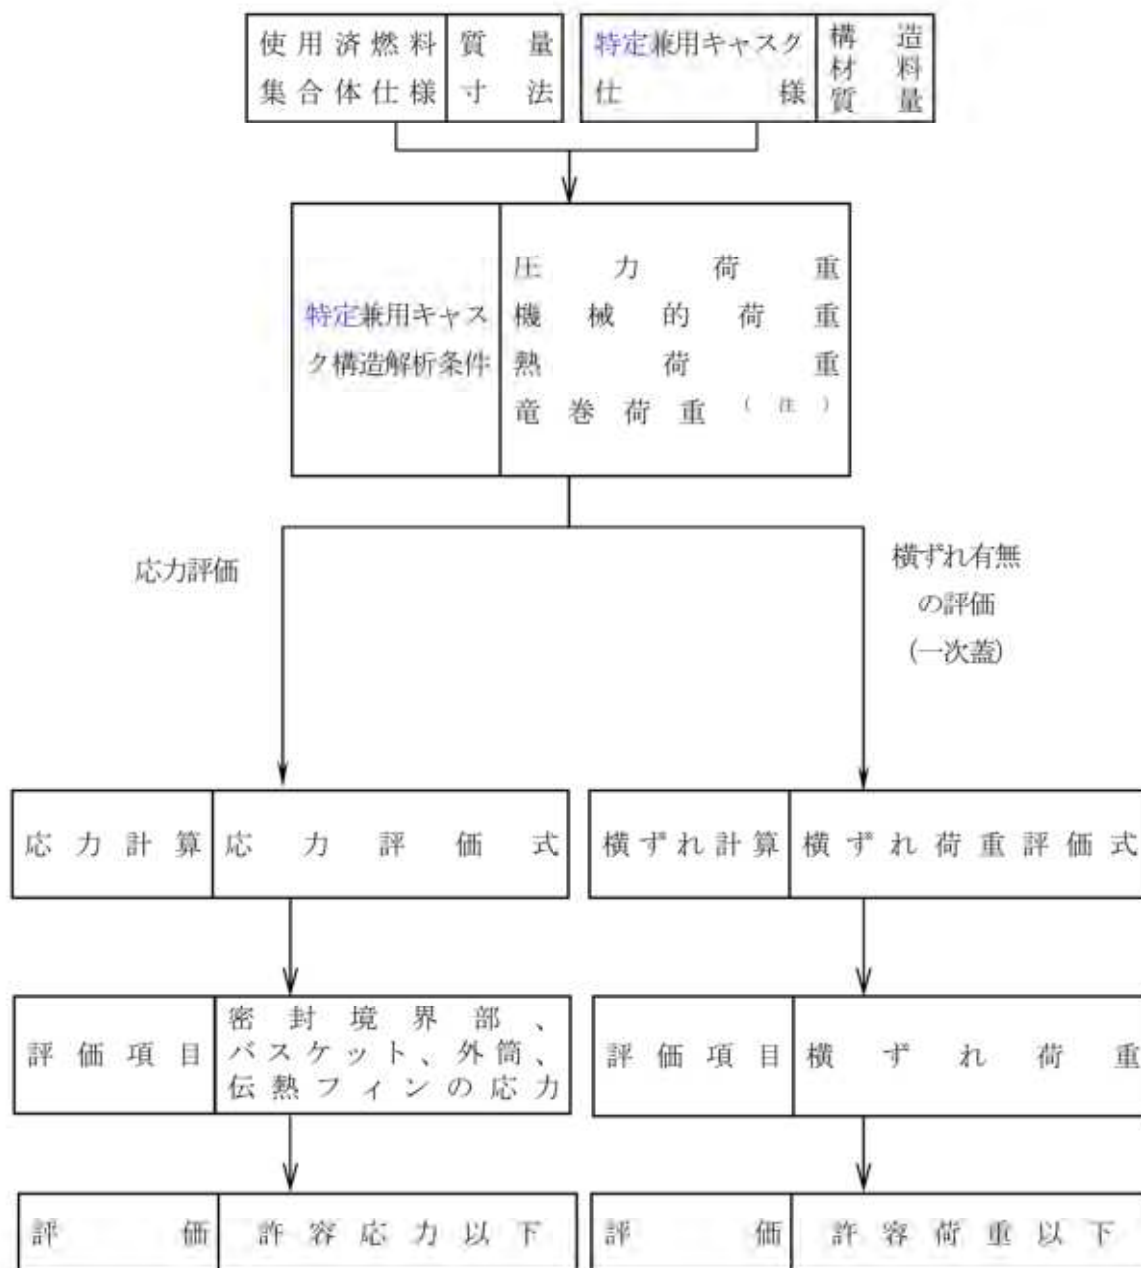 使用済燃料
集合体仕様
質量
寸法
特定兼用キャスク
仕様
構造
材料
質量
特定兼用キャス
ク構造解析条件
圧力荷重
機械的荷重
熱荷重
竜巻荷重(注)
応力評価
横ずれ有無
の評価
(一次蓋)
応力計算
応力評価式
横ずれ計算
横ずれ荷重評価式
評価項目
密封境界部、
バスケット、外筒、
伝熱フィンの応力
評価項目
横ずれ荷重
評価
許容応力以下
評価
許容荷重以下